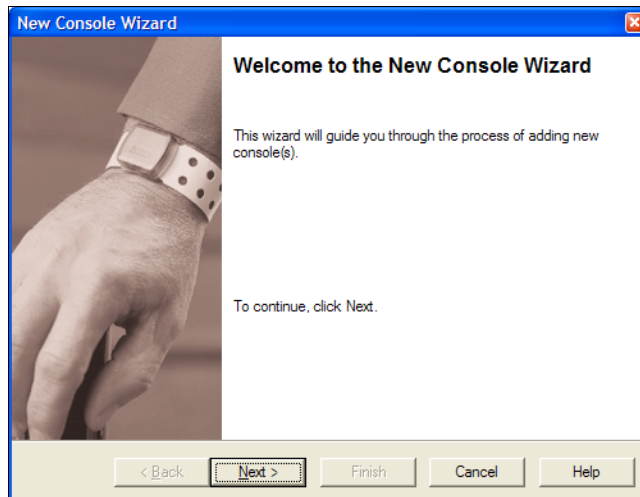 New Console Wizard
Welcome to the New Console Wizard
This wizard will guide you through the process of adding new
console(s).
To continue, click Next.
< Back
Next >
Finish
Cancel
Help